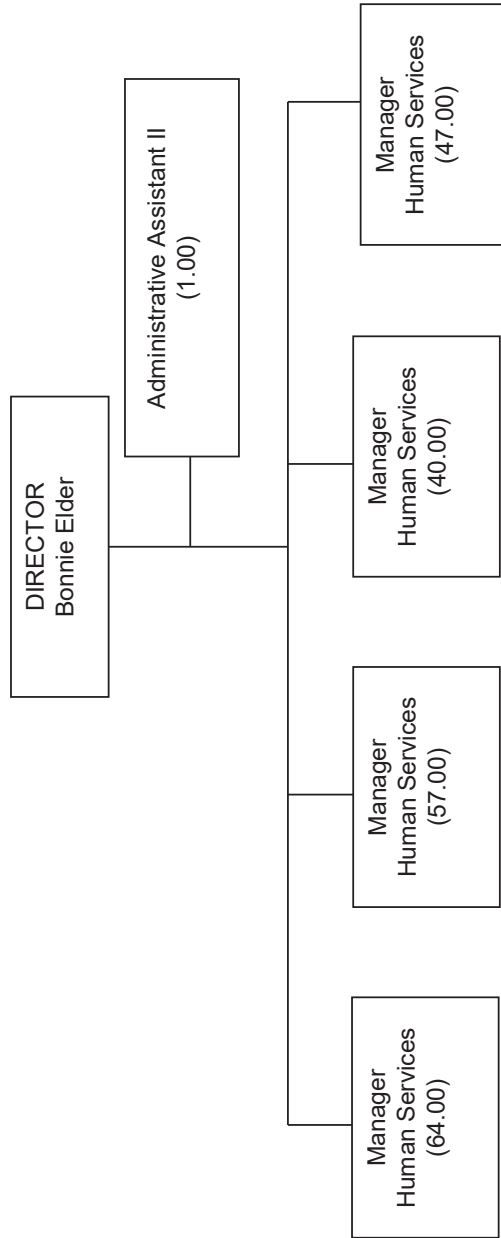 DIRECTOR
Bonnie Elder
Administrative Assistant II
(1.00)
Manager
Human Services
(64.00)
Manager
Human Services
(57.00)
Manager
Human Services
(40.00)
Manager
Human Services
(47.00)